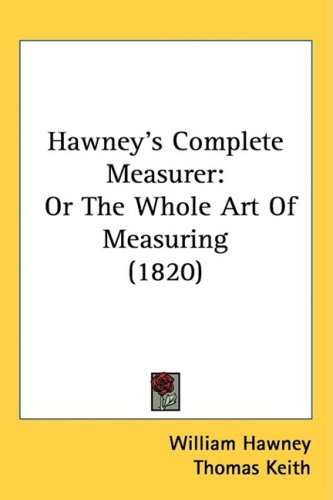 Hawney's Complete
Measurer:
Or The Whole Art Of
Measuring
(1820)
William Hawney
Thomas Keith